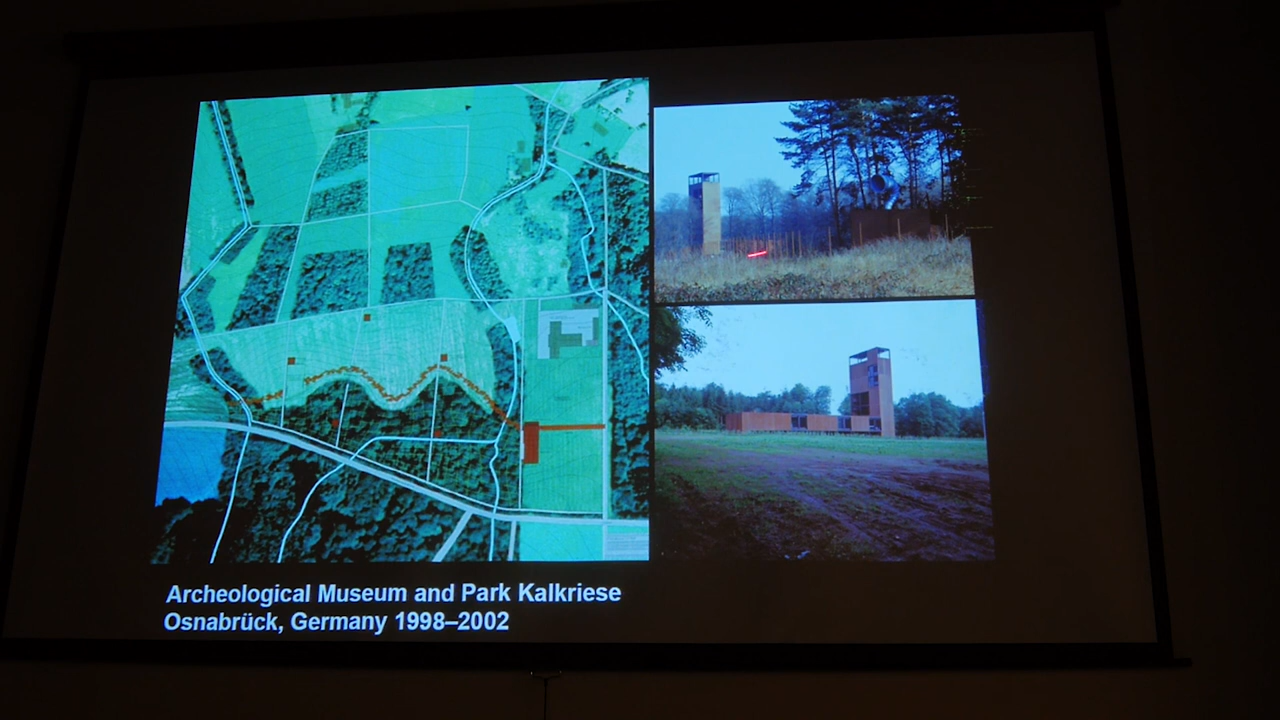 Archeological Museum and Park Kalkriese
Osnabrück, Germany 1998–2002